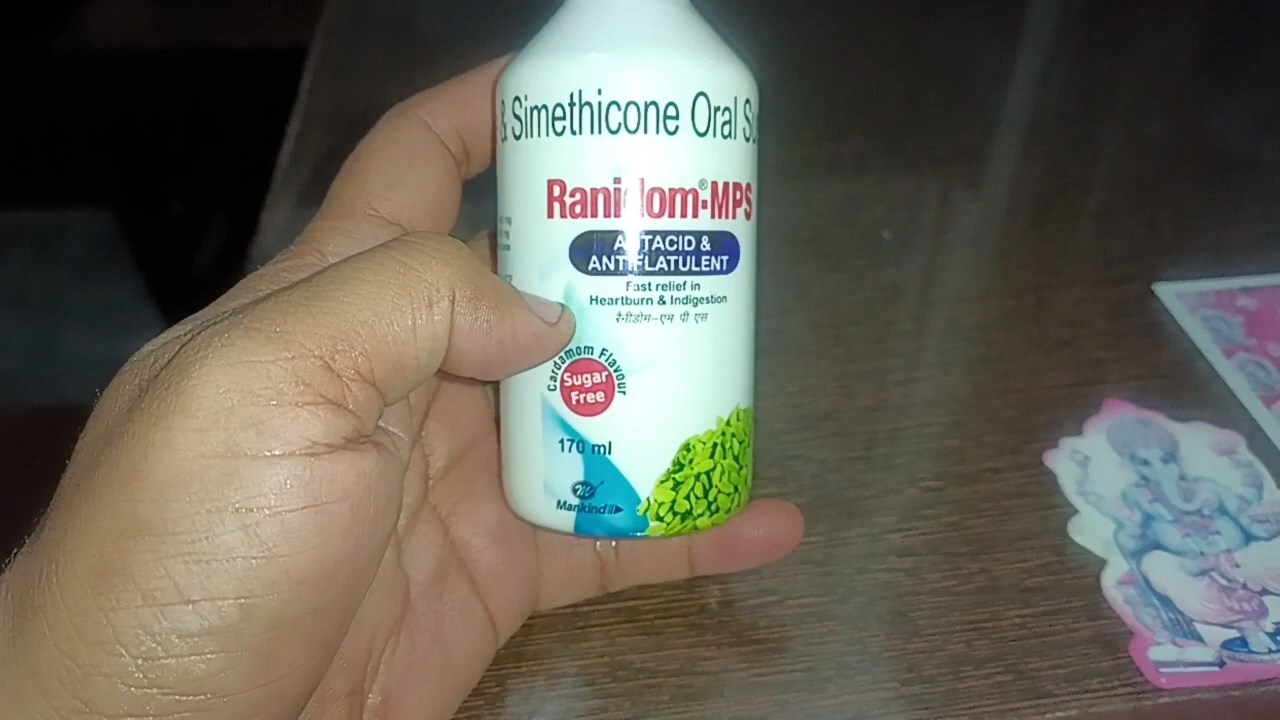 & Simethicone Oral
Ranidom®-MPS
ANTACID &
ANTIFLATULENT
Fast relief in
Heartburn & Indigestion
रैनीडोम-एम पी एस
Cardamom Flavour
Sugar
Free
170 ml
Mankind